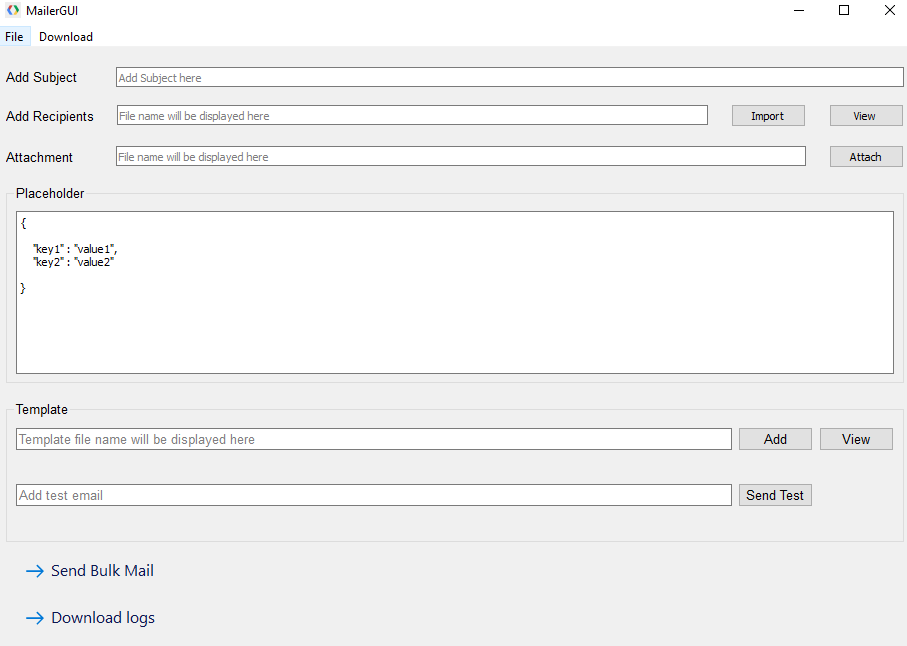 MailerGUI
File Download
Add Subject Add Subject here
Add Recipients File name will be displayed here Import View
Attachment File name will be displayed here Attach
Placeholder
{
"key1" : "value1",
"key2" : "value2"
}
Template
Template file name will be displayed here Add View
Add test email Send Test
Send Bulk Mail
Download logs